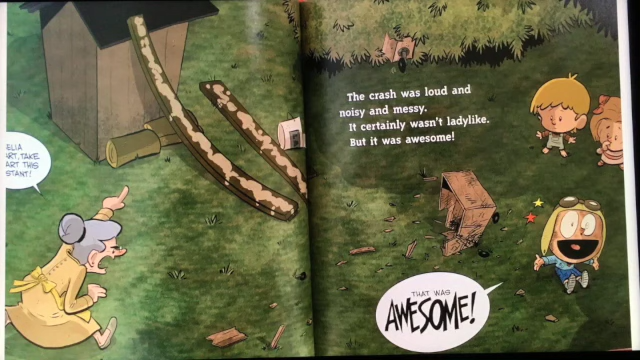 ELIA
ART, TAKE
ART THIS
STANT!
The crash was loud and
noisy and messy.
It certainly wasn't ladylike.
But it was awesome!
THAT WAS
AWESOME!